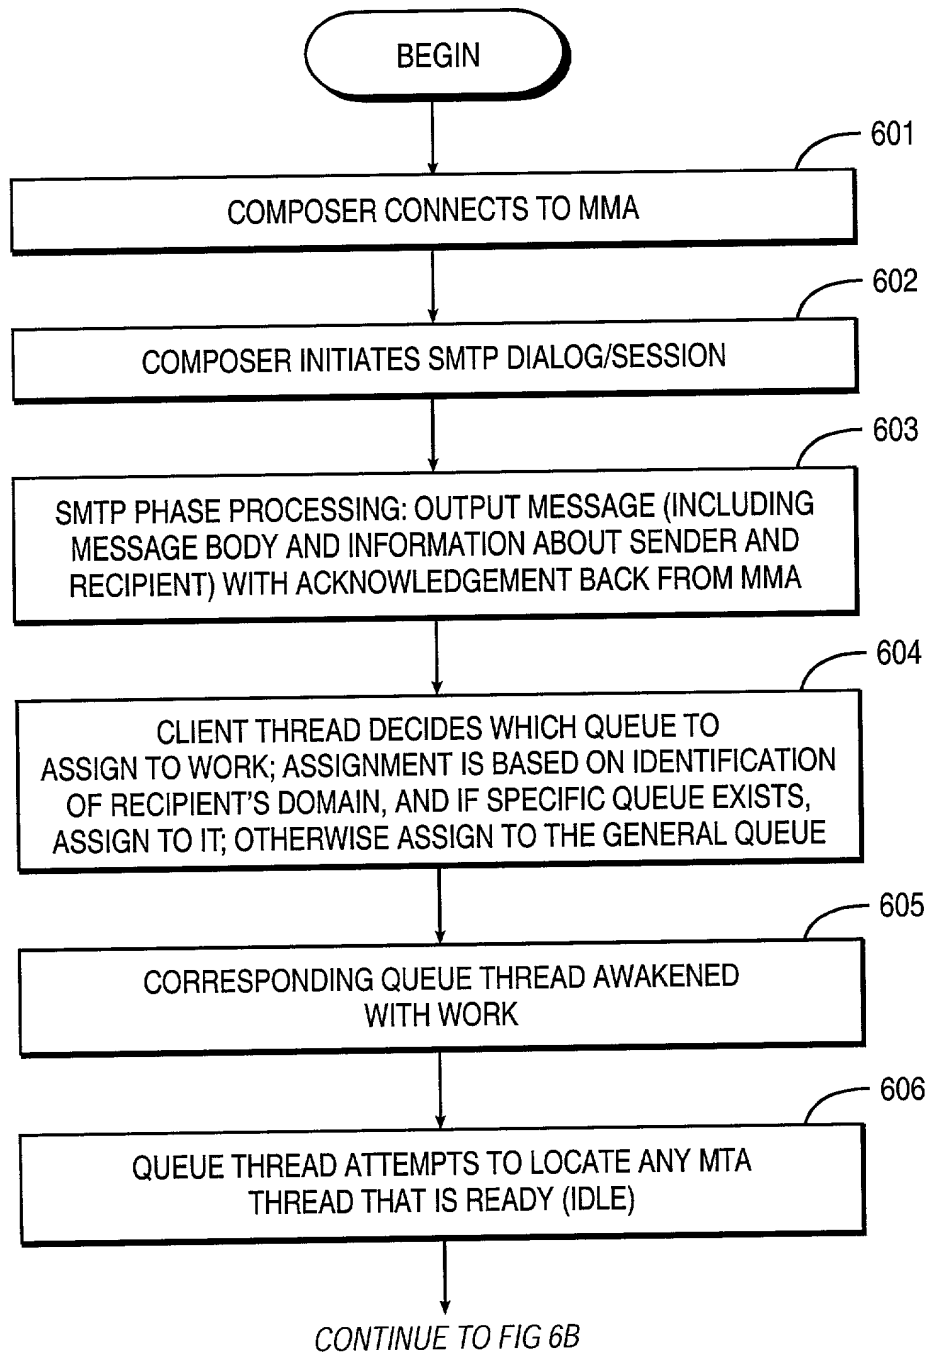 BEGIN
601
COMPOSER CONNECTS TO MMA
602
COMPOSER INITIATES SMTP DIALOG/SESSION
603
SMTP PHASE PROCESSING: OUTPUT MESSAGE (INCLUDING
MESSAGE BODY AND INFORMATION ABOUT SENDER AND
RECIPIENT) WITH ACKNOWLEDGEMENT BACK FROM MMA
604
CLIENT THREAD DECIDES WHICH QUEUE TO
ASSIGN TO WORK; ASSIGNMENT IS BASED ON IDENTIFICATION
OF RECIPIENT'S DOMAIN, AND IF SPECIFIC QUEUE EXISTS,
ASSIGN TO IT; OTHERWISE ASSIGN TO THE GENERAL QUEUE
605
CORRESPONDING QUEUE THREAD AWAKENED
WITH WORK
606
QUEUE THREAD ATTEMPTS TO LOCATE ANY MTA
THREAD THAT IS READY (IDLE)
CONTINUE TO FIG 6B